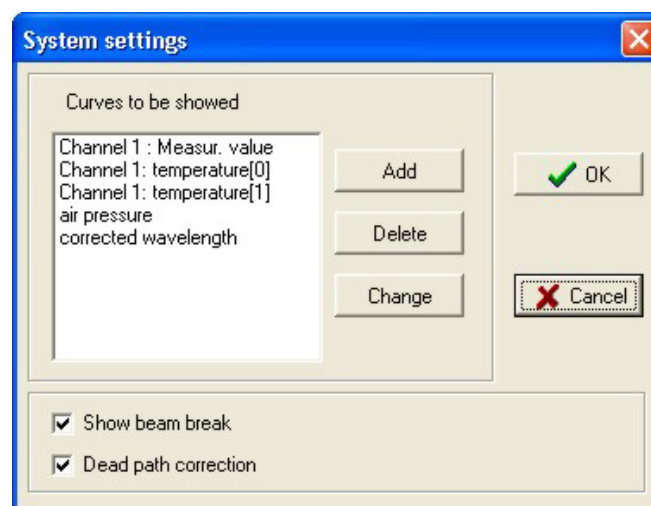 System settings
Curves to be showed
Channel 1 : Measur. value
Channel 1: temperature[0]
Channel 1: temperature[1]
air pressure
corrected wavelength
Add
Delete
Change
OK
Cancel
Show beam break
Dead path correction